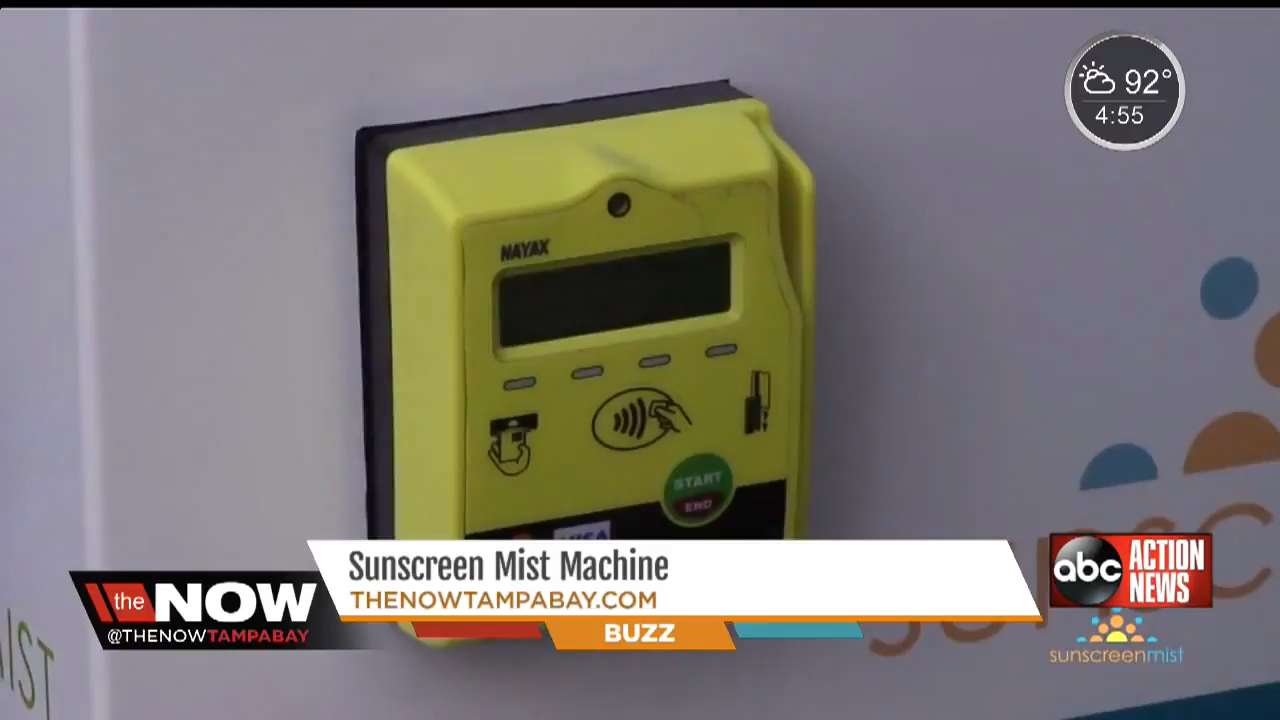 92°
4:55
NAYAX
START
END
VISA
Sunscreen Mist Machine
THENOWTAMPABAY.COM
the NOW
@THENOWTAMPABAY
BUZZ
abc ACTION NEWS
sunscreenmist
MIST